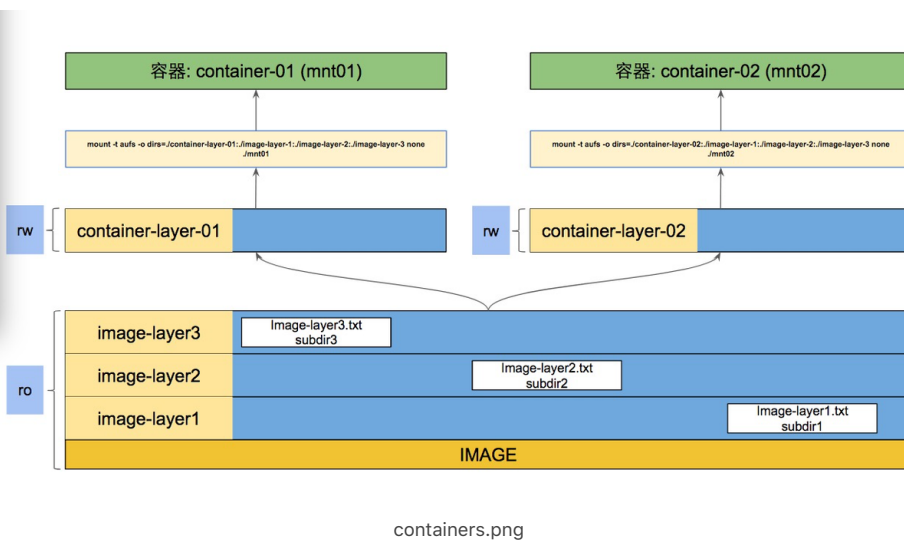 容器: container-01 (mnt01)
容器: container-02 (mnt02)
mount -t aufs -o dirs=./container-layer-01:./image-layer-1:./image-layer-2:./image-layer-3 none
./mnt01
mount -t aufs -o dirs=./container-layer-02:./image-layer-1:./image-layer-2:./image-layer-3 none
./mnt02
rw
container-layer-01
rw
container-layer-02
ro
image-layer3
Image-layer3.txt
subdir3
image-layer2
Image-layer2.txt
subdir2
image-layer1
Image-layer1.txt
subdir1
IMAGE
containers.png